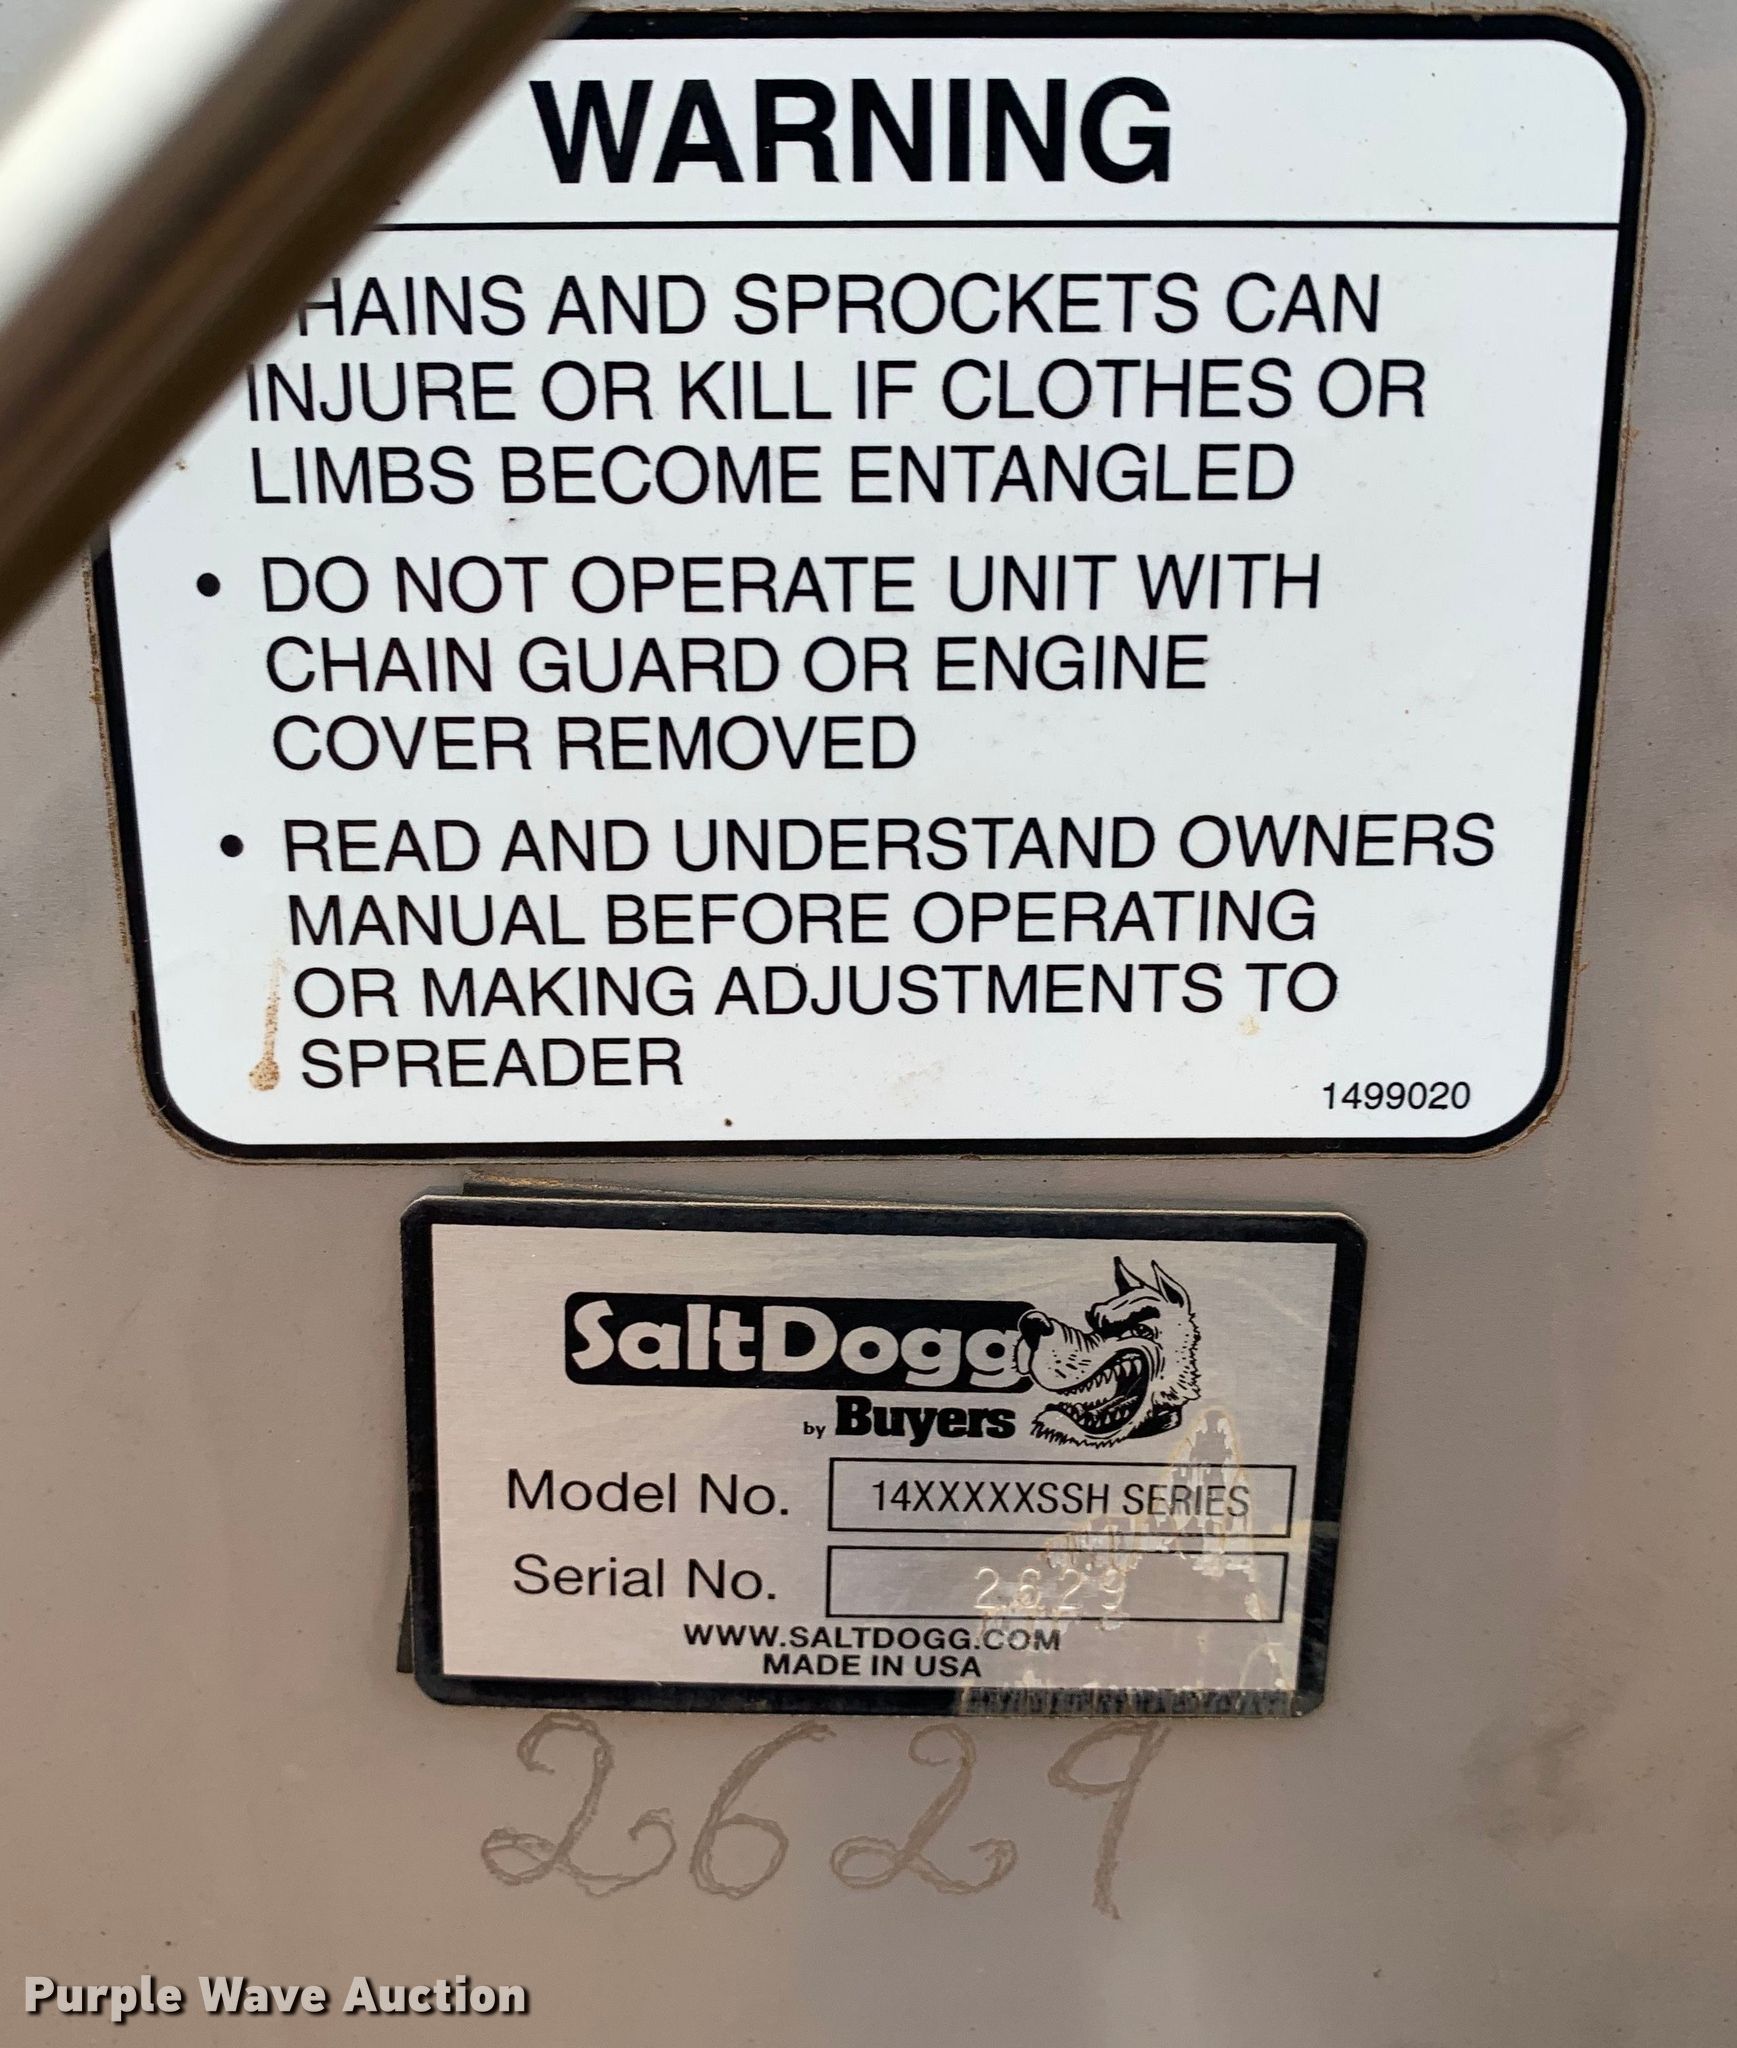 WARNING
HAINS AND SPROCKETS CAN
INJURE OR KILL IF CLOTHES OR
LIMBS BECOME ENTANGLED
• DO NOT OPERATE UNIT WITH
CHAIN GUARD OR ENGINE
COVER REMOVED
• READ AND UNDERSTAND OWNERS
MANUAL BEFORE OPERATING
OR MAKING ADJUSTMENTS TO
SPREADER
1499020
SaltDogg
by Buyers
Model No. 14XXXXXSSH SERIES
Serial No. 2629
WWW.SALTDOGG.COM
MADE IN USA
2629
Purple Wave Auction